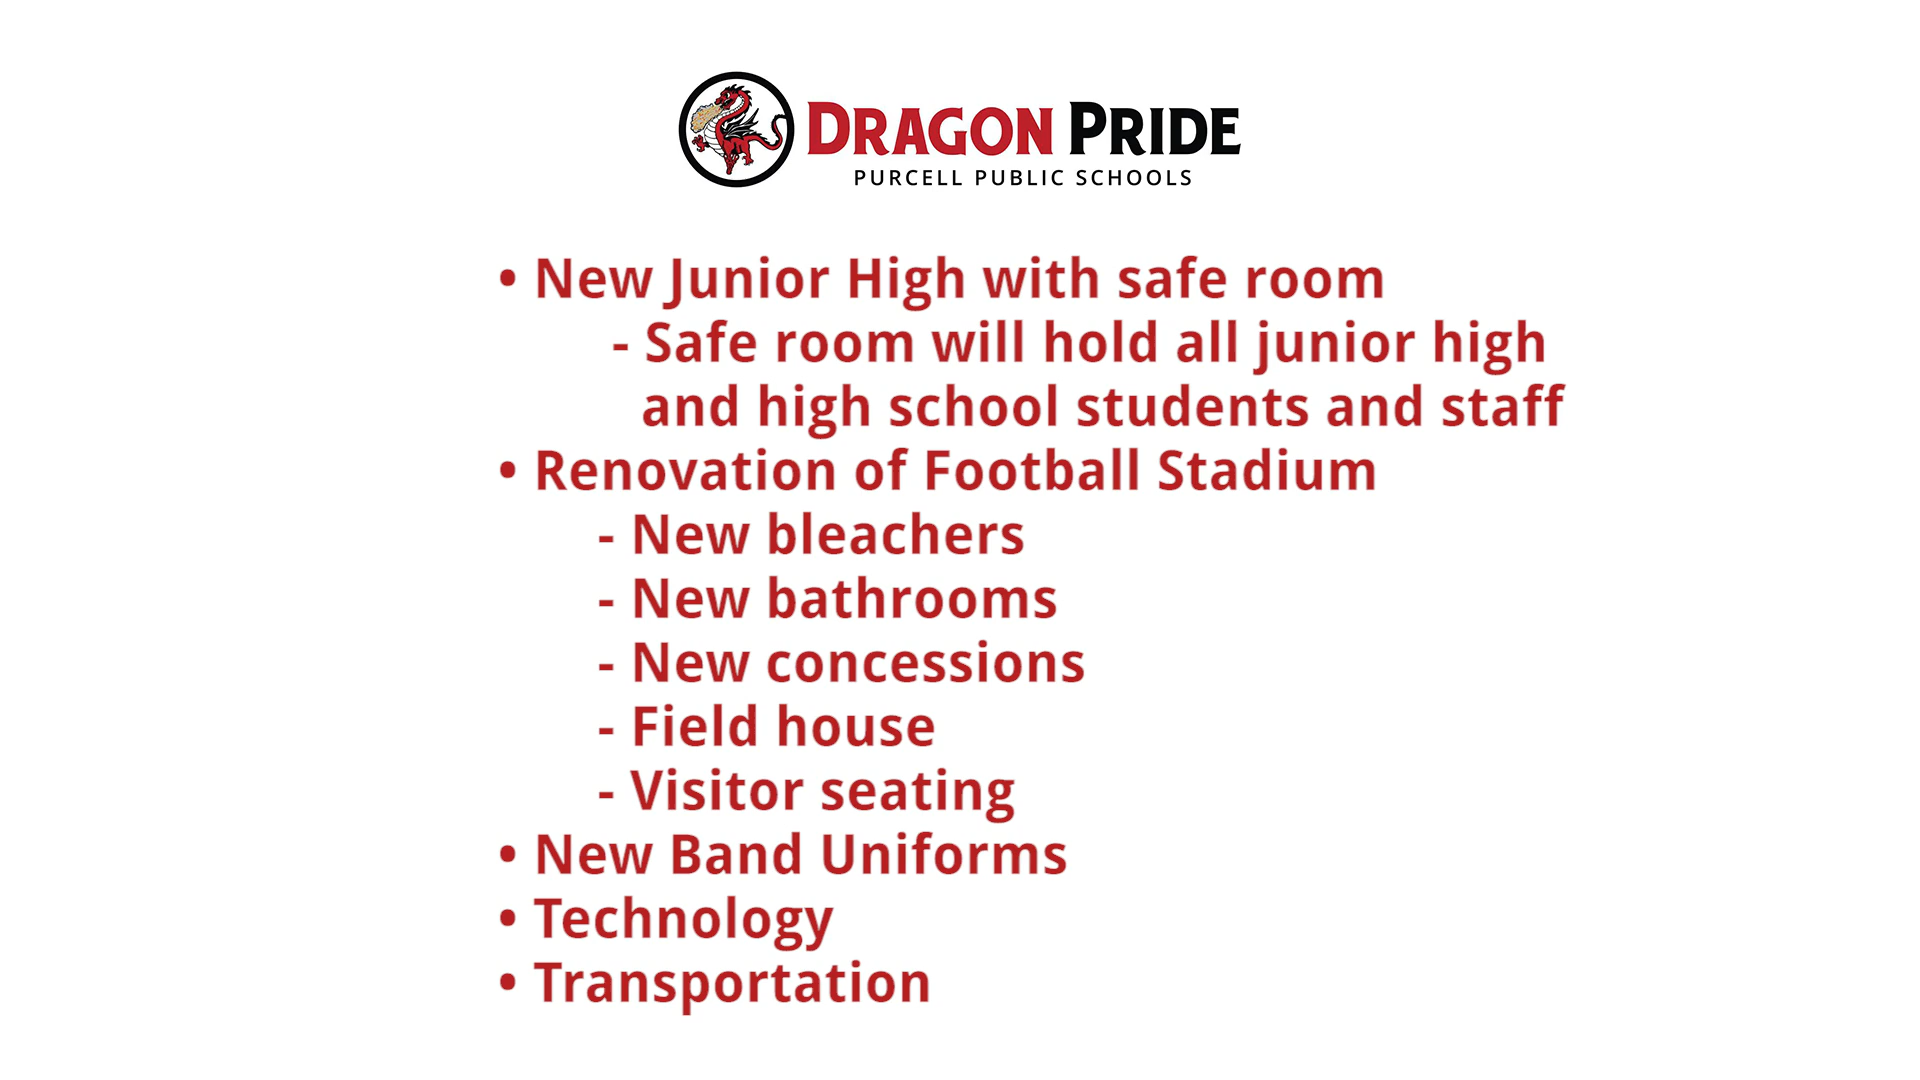 DRAGON PRIDE
PURCELL PUBLIC SCHOOLS
• New Junior High with safe room
- Safe room will hold all junior high
and high school students and staff
• Renovation of Football Stadium
- New bleachers
- New bathrooms
- New concessions
- Field house
- Visitor seating
• New Band Uniforms
• Technology
• Transportation